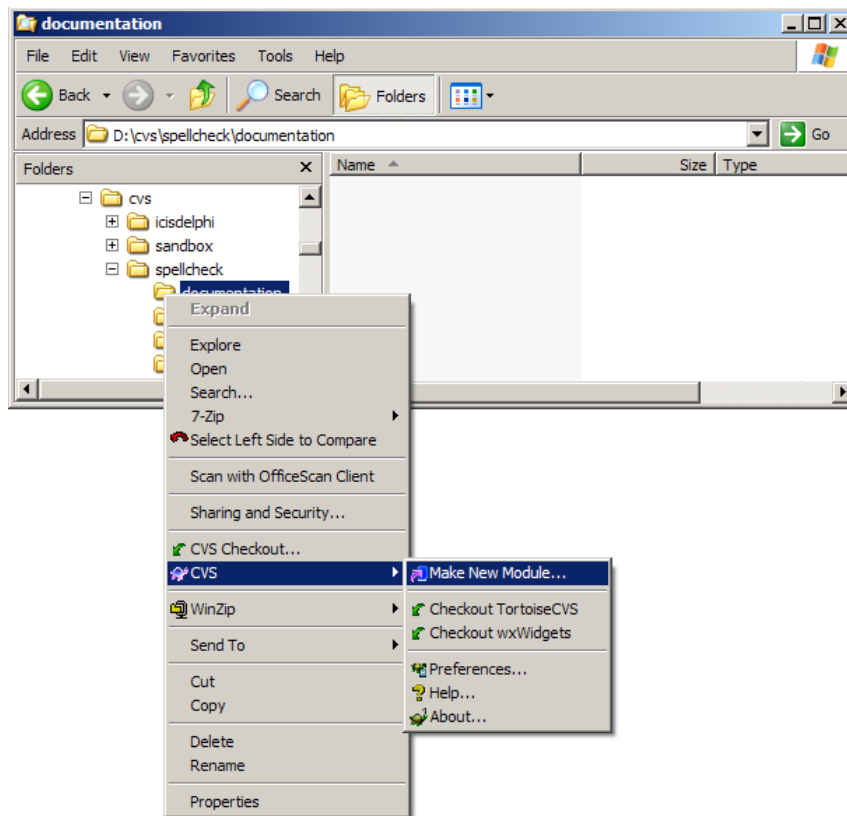 documentation
File Edit View Favorites Tools Help
Back Search Folders
Address D:\cvs\spellcheck\documentation Go
Folders x Name Size Type
cvs
icisdelphi
sandbox
spellcheck
documentation
Expand
Explore
Open
Search...
7-Zip
Select Left Side to Compare
Scan with OfficeScan Client
Sharing and Security...
CVS Checkout...
CVS
Make New Module...
WinZip
Checkout TortoiseCVS
Checkout wxWidgets
Send To
Preferences...
Cut
Help...
Copy
About...
Delete
Rename
Properties